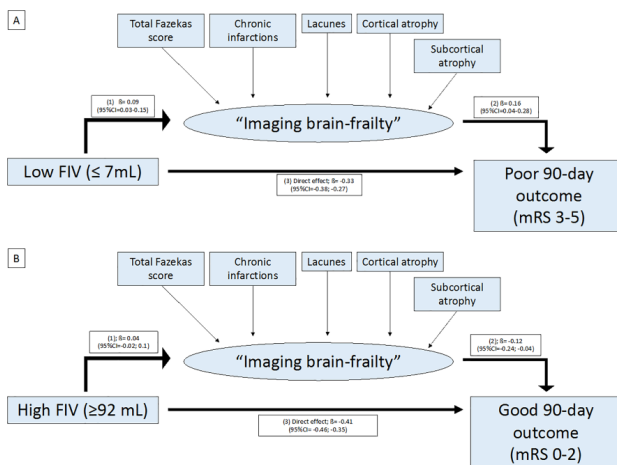 A
Total Fazekas
score
Chronic
infarctions
Lacunes
Cortical atrophy
Subcortical
atrophy
(1) ß= 0.09
(95%CI=0.03-0.15)
"Imaging brain-frailty"
(2) ß= 0.16
(95%CI=0.04-0.28)
Low FIV (≤ 7mL)
(3) Direct effect; ß= -0.33
(95%CI=-0.38; -0.27)
Poor 90-day
outcome
(mRS 3-5)
B
Total Fazekas
score
Chronic
infarctions
Lacunes
Cortical atrophy
Subcortical
atrophy
(1); ß= 0.04
(95%CI=-0.02; 0.1)
"Imaging brain-frailty"
(2); ß= -0.12
(95%CI=-0.24; -0.04)
High FIV (≥92 mL)
(3) Direct effect; ß= -0.41
(95%CI= -0.46; -0.35)
Good 90-day
outcome
(mRS 0-2)